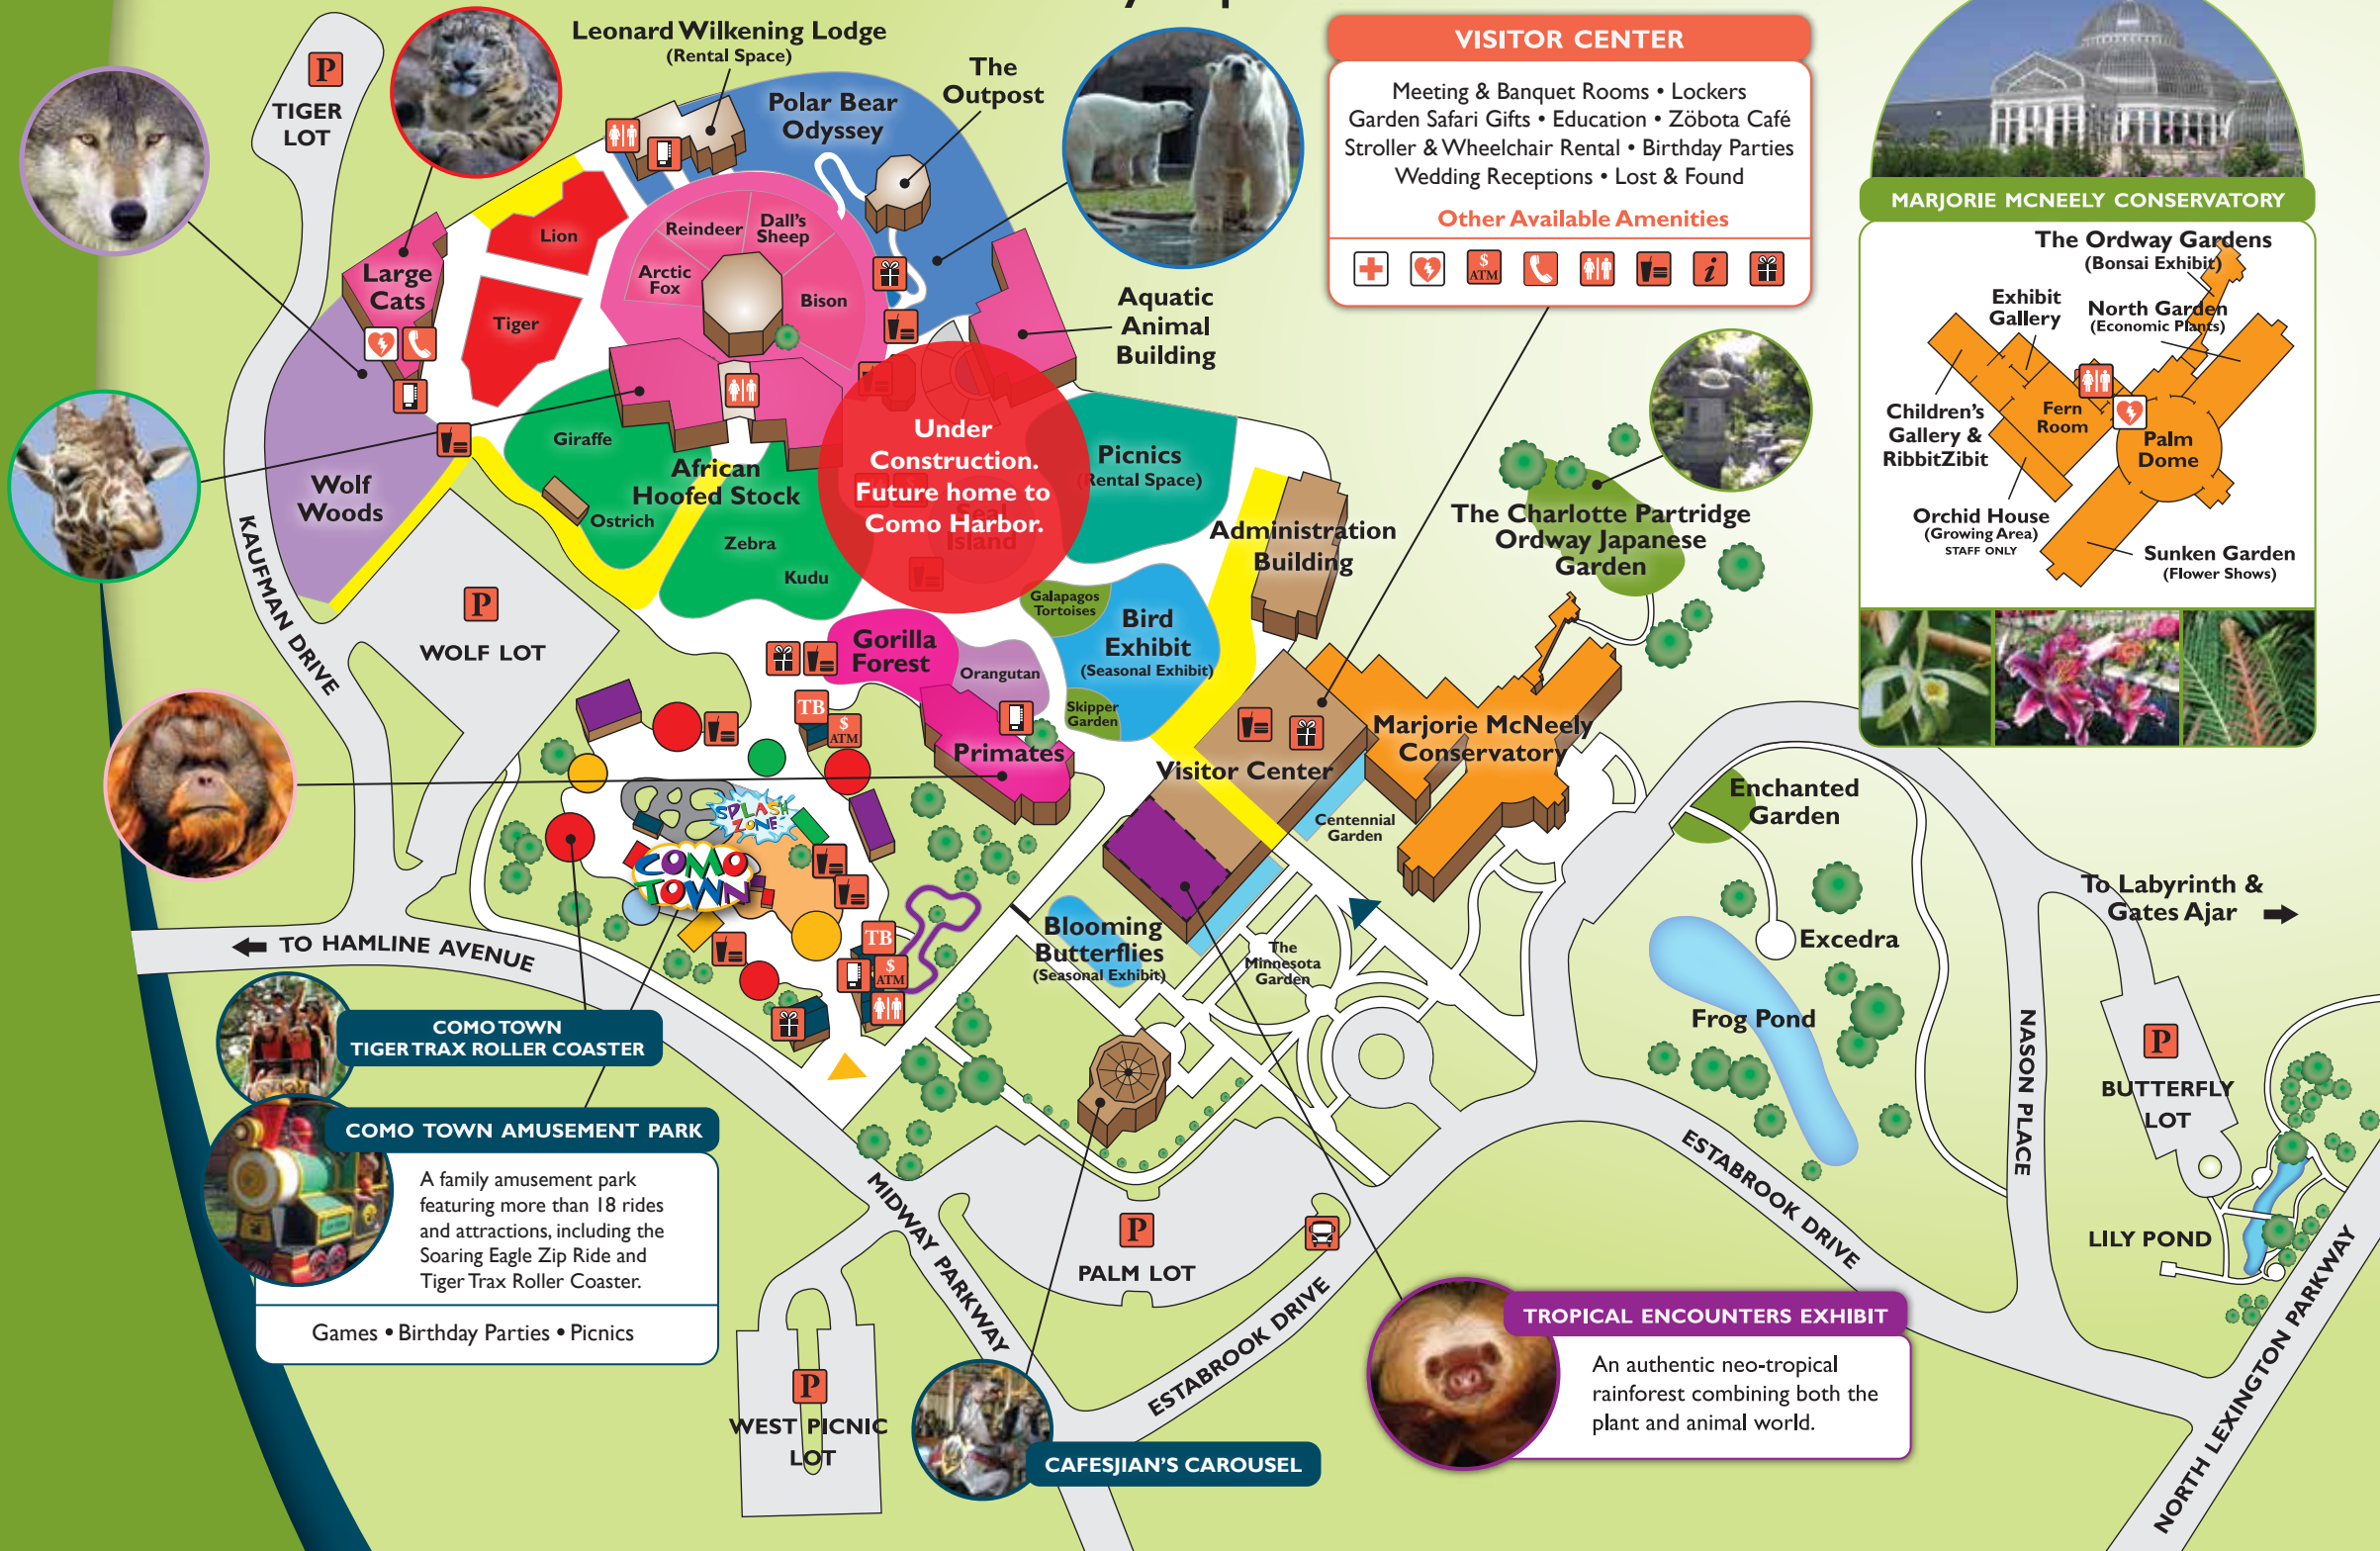 Leonard Wilkening Lodge
(Rental Space)
The
Outpost
Polar Bear
Odyssey
P
TIGER
LOT
Lion
Tiger
Large
Cats
Reindeer
Dall's
Sheep
Arctic
Fox
Bison
Aquatic
Animal
Building
VISITOR CENTER
Meeting & Banquet Rooms • Lockers
Garden Safari Gifts • Education • Zöbota Café
Stroller & Wheelchair Rental • Birthday Parties
Wedding Receptions • Lost & Found
Other Available Amenities
$
ATM
i
MARJORIE MCNEELY CONSERVATORY
The Ordway Gardens
(Bonsai Exhibit)
Exhibit
Gallery
North Garden
(Economic Plants)
Children's
Gallery &
RibbitZibit
Fern
Room
Palm
Dome
Orchid House
(Growing Area)
STAFF ONLY
Sunken Garden
(Flower Shows)
Wolf
Woods
Giraffe
Ostrich
African
Hoofed Stock
Zebra
Kudu
Under
Construction.
Future home to
Como Harbor.
Seal
Island
Picnics
(Rental Space)
Administration
Building
The Charlotte Partridge
Ordway Japanese
Garden
KAUFMAN DRIVE
P
WOLF LOT
Gorilla
Forest
Orangutan
Galapagos
Tortoises
Bird
Exhibit
(Seasonal Exhibit)
Skipper
Garden
Primates
TB
$
ATM
Visitor Center
Marjorie McNeely
Conservatory
Centennial
Garden
SPLASH
ZONE
COMO
TOWN
TB
$
ATM
Blooming
Butterflies
(Seasonal Exhibit)
The
Minnesota
Garden
Enchanted
Garden
Excedra
Frog Pond
To Labyrinth &
Gates Ajar
TO HAMLINE AVENUE
COMO TOWN
TIGER TRAX ROLLER COASTER
COMO TOWN AMUSEMENT PARK
A family amusement park
featuring more than 18 rides
and attractions, including the
Soaring Eagle Zip Ride and
Tiger Trax Roller Coaster.
Games • Birthday Parties • Picnics
MIDWAY PARKWAY
P
PALM LOT
ESTABROOK DRIVE
P
WEST PICNIC
LOT
CAFESJIAN'S CAROUSEL
TROPICAL ENCOUNTERS EXHIBIT
An authentic neo-tropical
rainforest combining both the
plant and animal world.
ESTABROOK DRIVE
NASON PLACE
P
BUTTERFLY
LOT
LILY POND
NORTH LEXINGTON PARKWAY